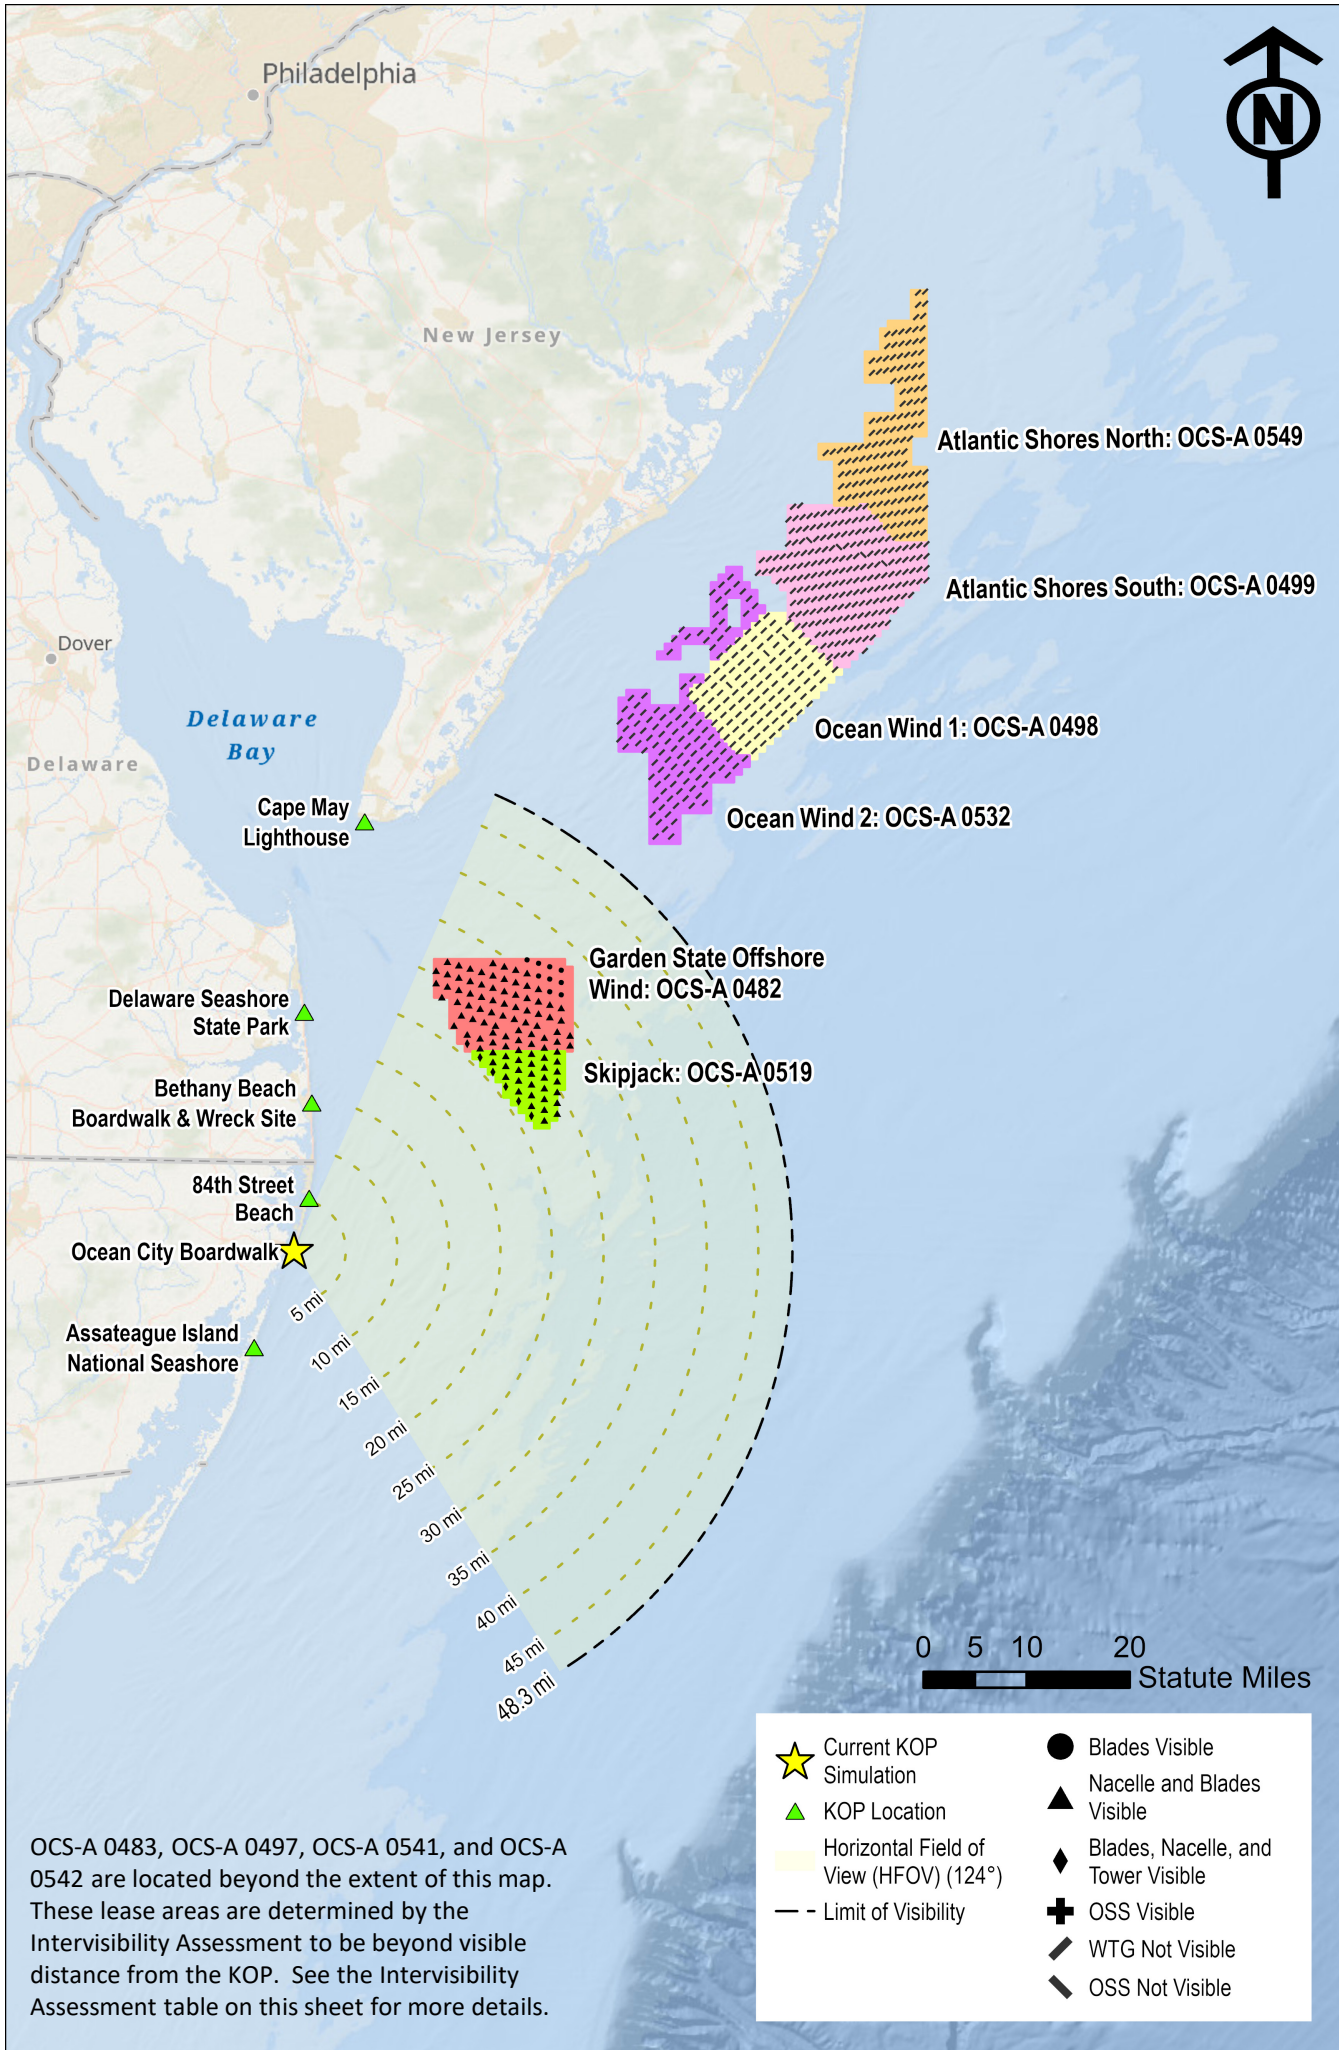 Philadelphia
N
New Jersey
Atlantic Shores North: OCS-A 0549
Atlantic Shores South: OCS-A 0499
Dover
Delaware
Bay
Delaware
Ocean Wind 1: OCS-A 0498
Cape May
Lighthouse
Ocean Wind 2: OCS-A 0532
Garden State Offshore
Wind: OCS-A 0482
Delaware Seashore
State Park
Skipjack: OCS-A 0519
Bethany Beach
Boardwalk & Wreck Site
84th Street
Beach
Ocean City Boardwalk
Assateague Island
National Seashore
5 mi
10 mi
15 mi
20 mi
25 mi
30 mi
35 mi
40 mi
45 mi
48.3 mi
0 5 10 20
Statute Miles
Current KOP
Simulation
KOP Location
Horizontal Field of
View (HFOV) (124°)
Limit of Visibility
Blades Visible
Nacelle and Blades
Visible
Blades, Nacelle, and
Tower Visible
OSS Visible
WTG Not Visible
OSS Not Visible
OCS-A 0483, OCS-A 0497, OCS-A 0541, and OCS-A
0542 are located beyond the extent of this map.
These lease areas are determined by the
Intervisibility Assessment to be beyond visible
distance from the KOP.  See the Intervisibility
Assessment table on this sheet for more details.